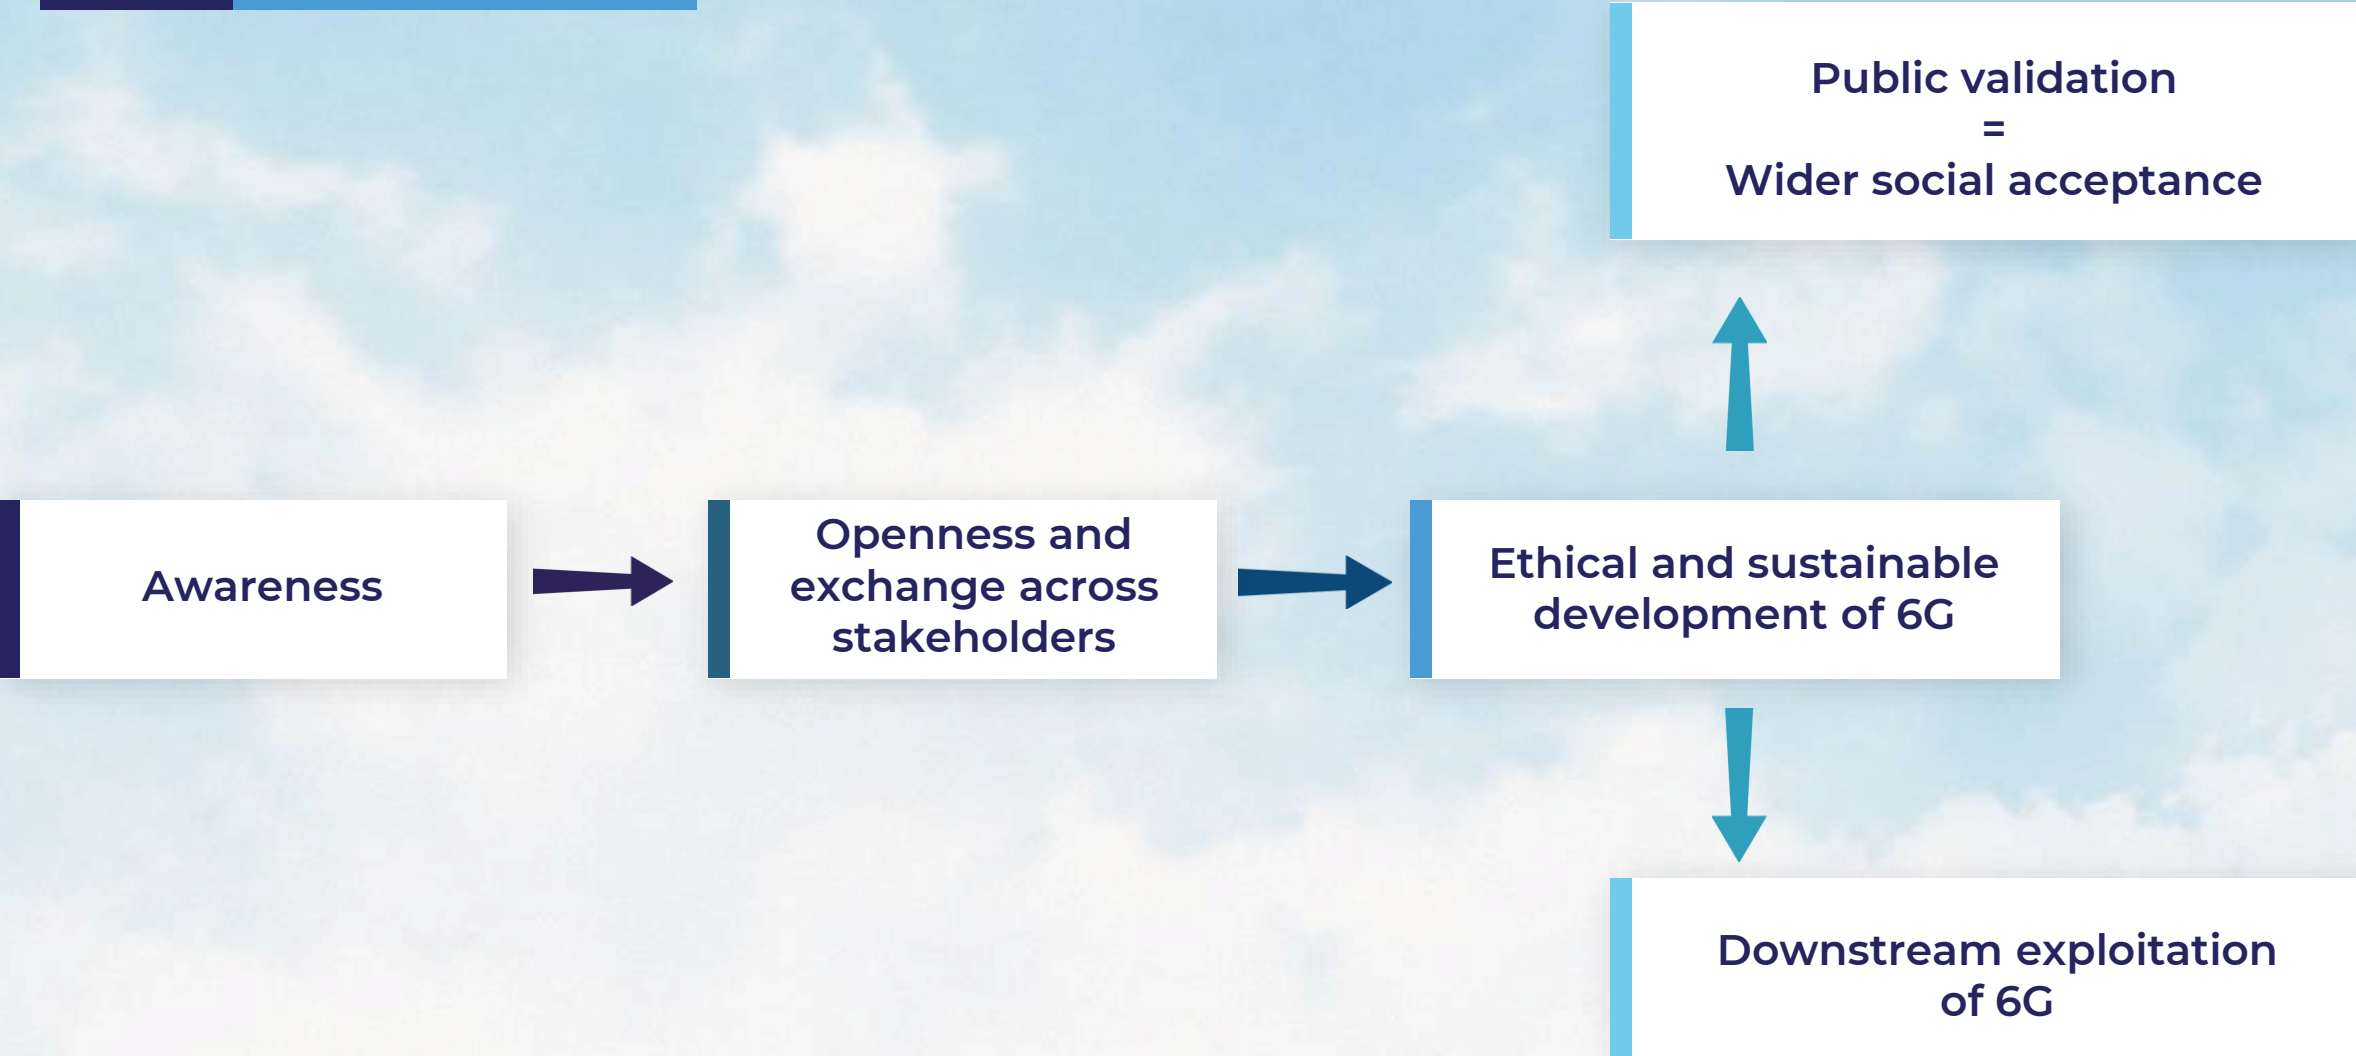 Public validation
=
Wider social acceptance
Awareness
Openness and
exchange across
stakeholders
Ethical and sustainable
development of 6G
Downstream exploitation
of 6G